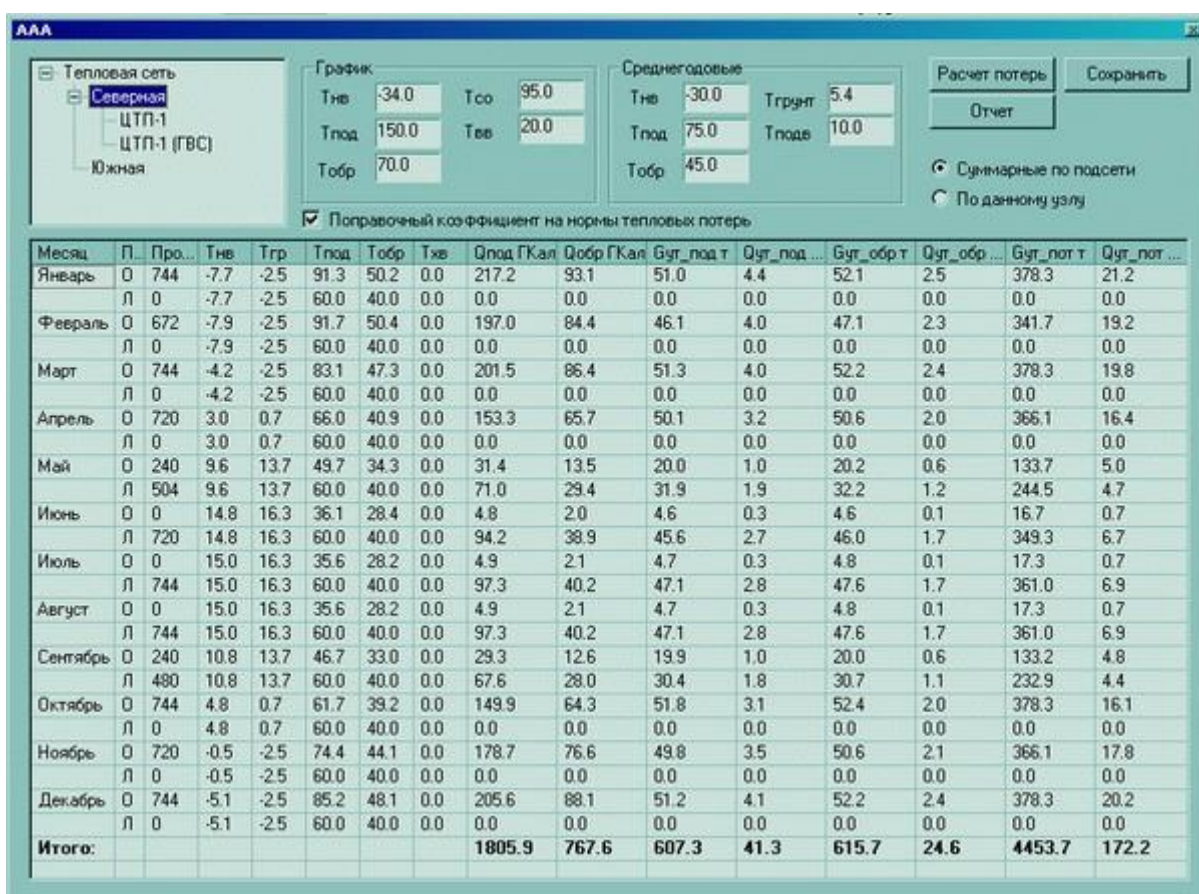 AAA
Тепловая сеть
Северная
ЦТП-1
ЦТП-1 (ГВС)
Южная
График
Тнв -34.0 Тсо 95.0
Тпод 150.0 Твв 20.0
Тобр 70.0
Среднегодовые
Тнв -30.0 Тгрунт 5.4
Тпод 75.0 Тподв 10.0
Тобр 45.0
Расчет потерь Сохранить
Отчет
Суммарные по подсети
По данному узлу
Поправочный коэффициент на нормы тепловых потерь
Месяц П... Про... Тнв Тгр Тпод Тобр Тхв Qпод ГКал Qобр ГКал Gут_под т Qут_под ... Gут_обр т Qут_обр ... Gут_пот т Qут_пот ...
Январь О 744 -7.7 -2.5 91.3 50.2 0.0 217.2 93.1 51.0 4.4 52.1 2.5 378.3 21.2
Л 0 -7.7 -2.5 60.0 40.0 0.0 0.0 0.0 0.0 0.0 0.0 0.0 0.0 0.0
Февраль О 672 -7.9 -2.5 91.7 50.4 0.0 197.0 84.4 46.1 4.0 47.1 2.3 341.7 19.2
Л 0 -7.9 -2.5 60.0 40.0 0.0 0.0 0.0 0.0 0.0 0.0 0.0 0.0 0.0
Март О 744 -4.2 -2.5 83.1 47.3 0.0 201.5 86.4 51.3 4.0 52.2 2.4 378.3 19.8
Л 0 -4.2 -2.5 60.0 40.0 0.0 0.0 0.0 0.0 0.0 0.0 0.0 0.0 0.0
Апрель О 720 3.0 0.7 66.0 40.9 0.0 153.3 65.7 50.1 3.2 50.6 2.0 366.1 16.4
Л 0 3.0 0.7 60.0 40.0 0.0 0.0 0.0 0.0 0.0 0.0 0.0 0.0 0.0
Май О 240 9.6 13.7 49.7 34.3 0.0 31.4 13.5 20.0 1.0 20.2 0.6 133.7 5.0
Л 504 9.6 13.7 60.0 40.0 0.0 71.0 29.4 31.9 1.9 32.2 1.2 244.5 4.7
Июнь О 0 14.8 16.3 36.1 28.4 0.0 4.8 2.0 4.6 0.3 4.6 0.1 16.7 0.7
Л 720 14.8 16.3 60.0 40.0 0.0 94.2 38.9 45.6 2.7 46.0 1.7 349.3 6.7
Июль О 0 15.0 16.3 35.6 28.2 0.0 4.9 2.1 4.7 0.3 4.8 0.1 17.3 0.7
Л 744 15.0 16.3 60.0 40.0 0.0 97.3 40.2 47.1 2.8 47.6 1.7 361.0 6.9
Август О 0 15.0 16.3 35.6 28.2 0.0 4.9 2.1 4.7 0.3 4.8 0.1 17.3 0.7
Л 744 15.0 16.3 60.0 40.0 0.0 97.3 40.2 47.1 2.8 47.6 1.7 361.0 6.9
Сентябрь О 240 10.8 13.7 46.7 33.0 0.0 29.3 12.6 19.9 1.0 20.0 0.6 133.2 4.8
Л 480 10.8 13.7 60.0 40.0 0.0 67.6 28.0 30.4 1.8 30.7 1.1 232.9 4.4
Октябрь О 744 4.8 0.7 61.7 39.2 0.0 149.9 64.3 51.8 3.1 52.4 2.0 378.3 16.1
Л 0 4.8 0.7 60.0 40.0 0.0 0.0 0.0 0.0 0.0 0.0 0.0 0.0 0.0
Ноябрь О 720 -0.5 -2.5 74.4 44.1 0.0 178.7 76.6 49.8 3.5 50.6 2.1 366.1 17.8
Л 0 -0.5 -2.5 60.0 40.0 0.0 0.0 0.0 0.0 0.0 0.0 0.0 0.0 0.0
Декабрь О 744 -5.1 -2.5 85.2 48.1 0.0 205.6 88.1 51.2 4.1 52.2 2.4 378.3 20.2
Л 0 -5.1 -2.5 60.0 40.0 0.0 0.0 0.0 0.0 0.0 0.0 0.0 0.0 0.0
Итого: 1805.9 767.6 607.3 41.3 615.7 24.6 4453.7 172.2